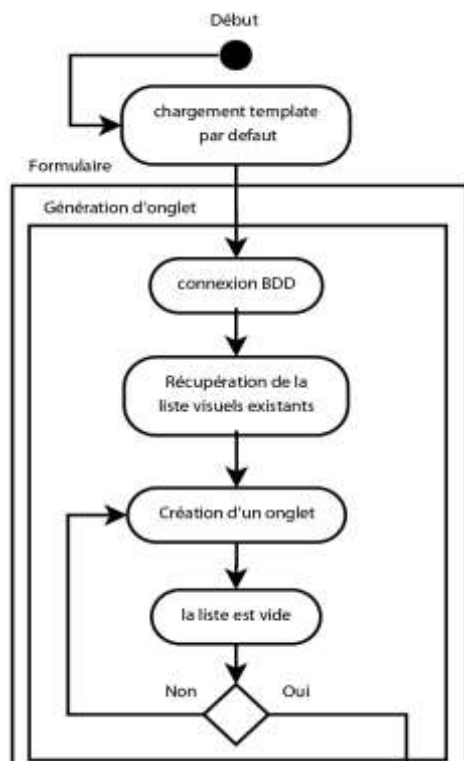 Début
chargement template
par defaut
Formulaire
Génération d'onglet
connexion BDD
Récupération de la
liste visuels existants
Création d'un onglet
la liste est vide
Non
Oui